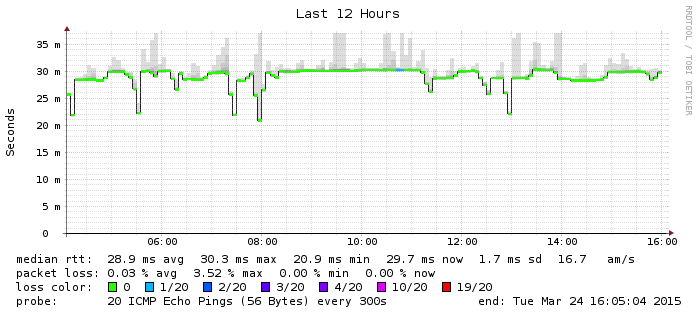 Last 12 Hours
RRDTOOL / TOBI OETIKER
Seconds
35 m
30 m
25 m
20 m
15 m
10 m
5 m
0
06:00 08:00 10:00 12:00 14:00 16:00
median rtt: 28.9 ms avg 30.3 ms max 20.9 ms min 29.7 ms now 1.7 ms sd 16.7 am/s
packet loss: 0.03 % avg 3.52 % max 0.00 % min 0.00 % now
loss color: 0 1/20 2/20 3/20 4/20 10/20 19/20
probe: 20 ICMP Echo Pings (56 Bytes) every 300s end: Tue Mar 24 16:05:04 2015